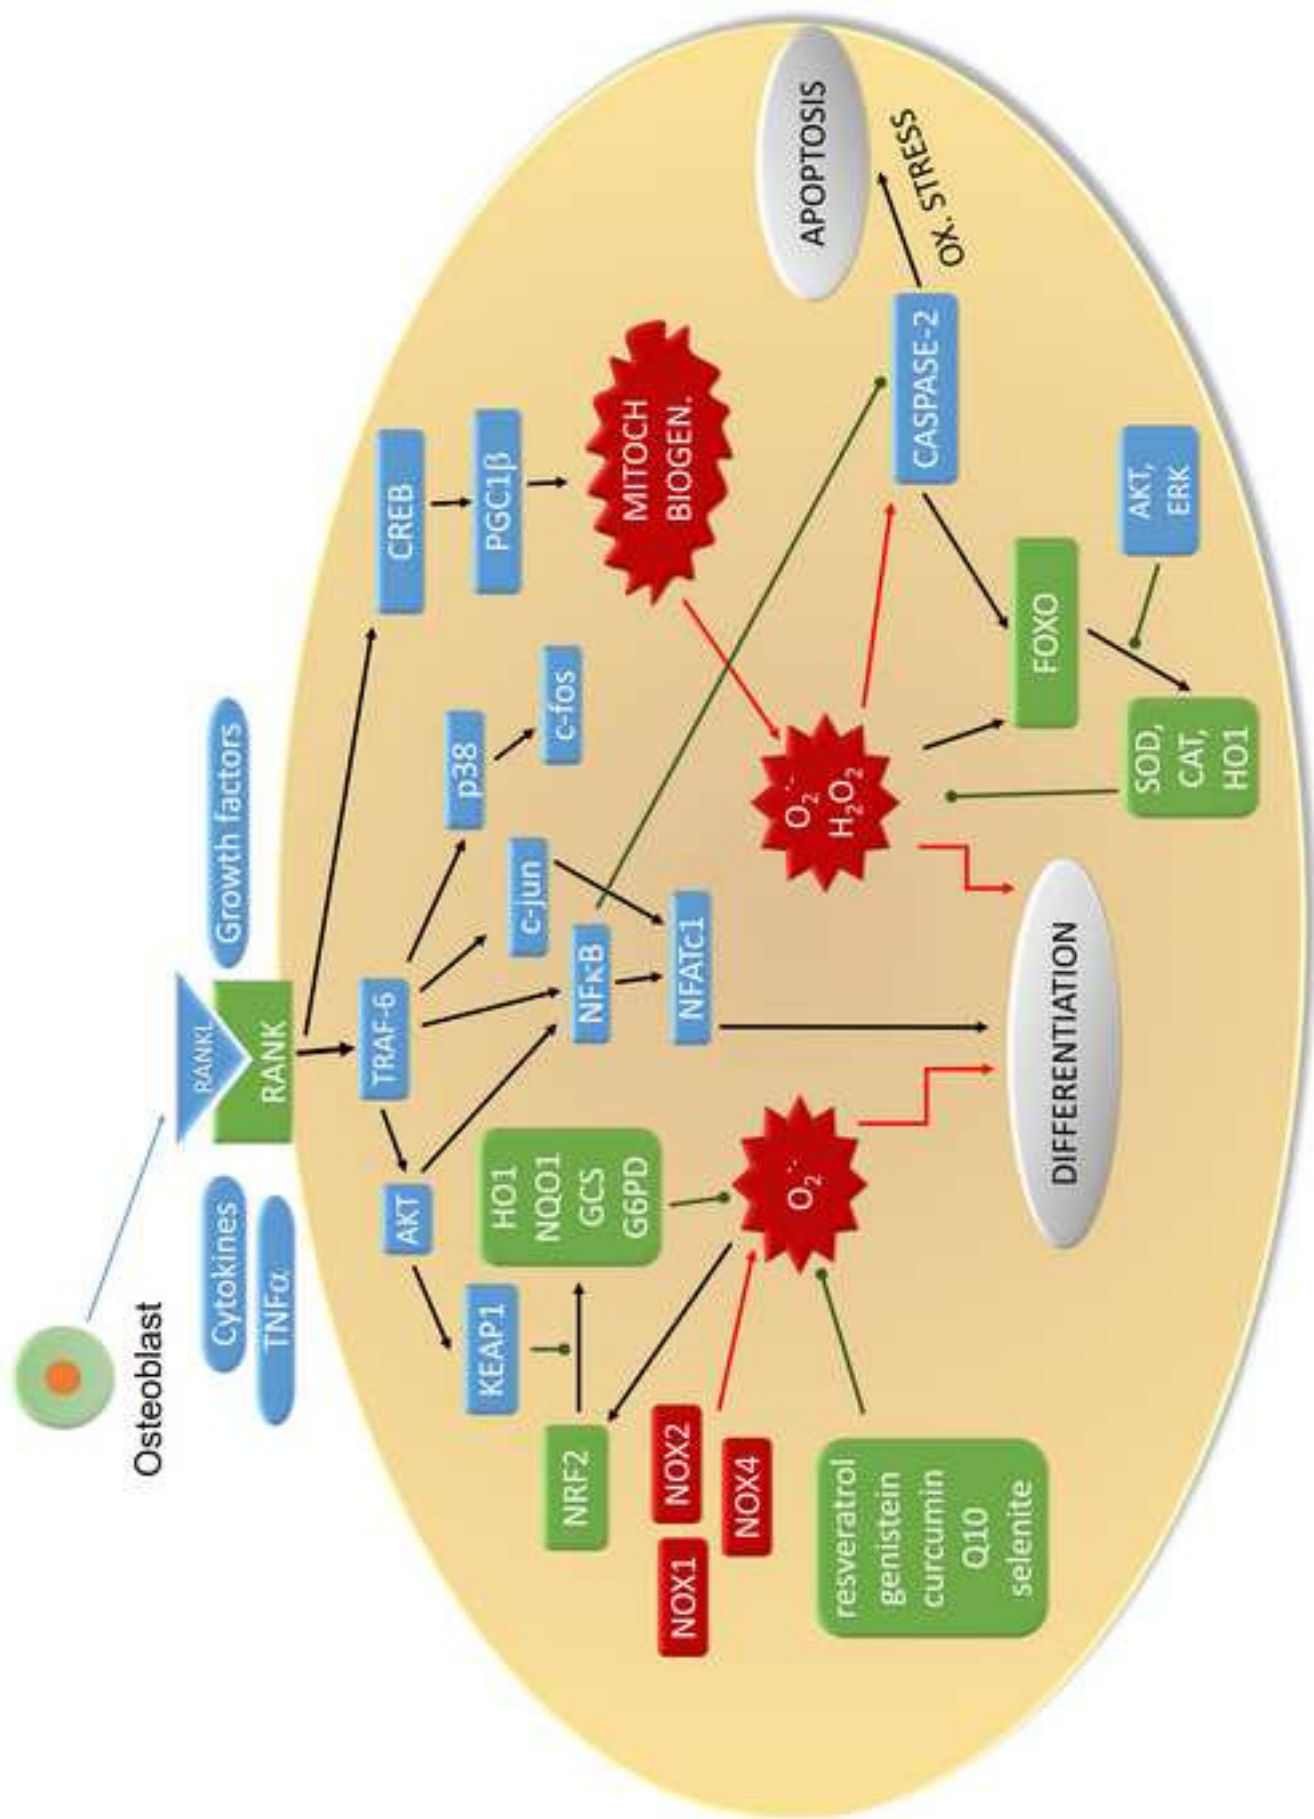 Osteoblast
Cytokines
TNFα
RANKL
RANK
Growth factors
TRAF-6
AKT
KEAP1
NRF2
HO1
NQO1
GCS
G6PD
NFκB
c-jun
p38
c-fos
CREB
PGC1β
MITOCH
BIOGEN.
NFATc1
NOX1
NOX2
NOX4
O₂·⁻
resveratrol
genistein
curcumin
Q10
selenite
O₂·⁻
H₂O₂
DIFFERENTIATION
SOD,
CAT,
HO1
FOXO
AKT,
ERK
CASPASE-2
OX. STRESS
APOPTOSIS